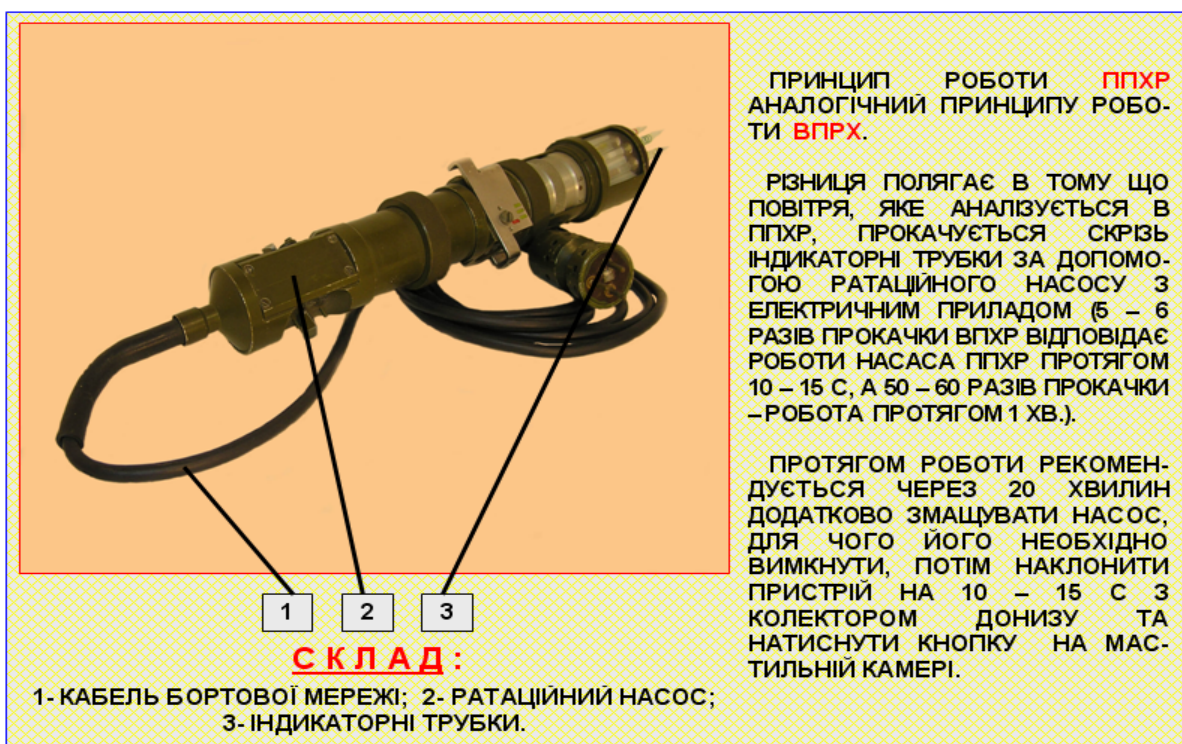 ПРИНЦИП РОБОТИ ППХР
АНАЛОГІЧНИЙ ПРИНЦИПУ РОБО-
ТИ ВПРХ.
РІЗНИЦЯ ПОЛЯГАЄ В ТОМУ ЩО
ПОВІТРЯ, ЯКЕ АНАЛІЗУЄТЬСЯ В
ППХР, ПРОКАЧУЄТЬСЯ СКРІЗЬ
ІНДИКАТОРНІ ТРУБКИ ЗА ДОПОМО-
ГОЮ РАТАЦІЙНОГО НАСОСУ З
ЕЛЕКТРИЧНИМ ПРИЛАДОМ (5 – 6
РАЗІВ ПРОКАЧКИ ВПХР ВІДПОВІДАЄ
РОБОТИ НАСАСА ППХР ПРОТЯГОМ
10 – 15 С, А 50 – 60 РАЗІВ ПРОКАЧКИ
– РОБОТА ПРОТЯГОМ 1 ХВ.).
ПРОТЯГОМ РОБОТИ РЕКОМЕН-
ДУЄТЬСЯ ЧЕРЕЗ 20 ХВИЛИН
ДОДАТКОВО ЗМАЩУВАТИ НАСОС,
ДЛЯ ЧОГО ЙОГО НЕОБХІДНО
ВИМКНУТИ, ПОТІМ НАКЛОНИТИ
ПРИСТРІЙ НА 10 – 15 С З
КОЛЕКТОРОМ ДОНИЗУ ТА
НАТИСНУТИ КНОПКУ НА МАС-
ТИЛЬНІЙ КАМЕРІ.
1 2 3
СКЛАД:
1- КАБЕЛЬ БОРТОВОЇ МЕРЕЖІ; 2- РАТАЦІЙНИЙ НАСОС;
3- ІНДИКАТОРНІ ТРУБКИ.